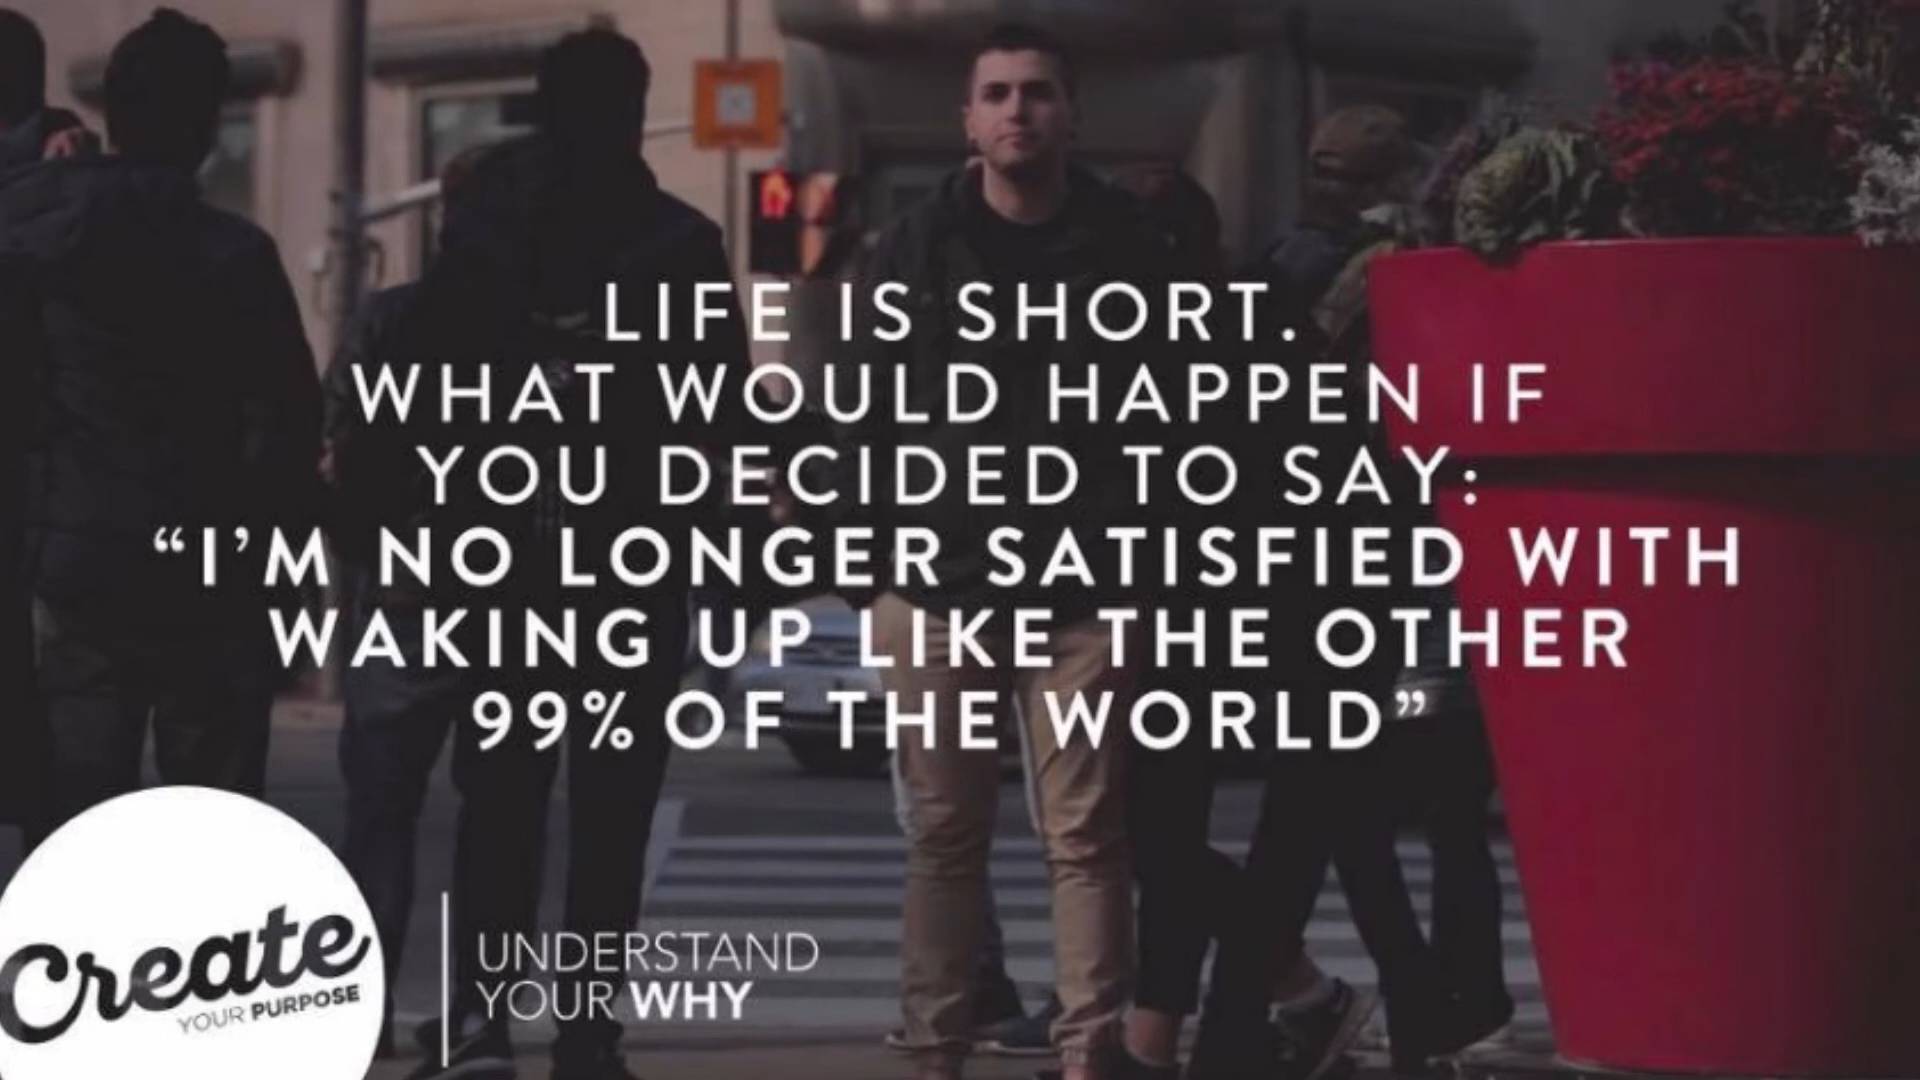 LIFE IS SHORT.
WHAT WOULD HAPPEN IF
YOU DECIDED TO SAY:
“I’M NO LONGER SATISFIED WITH
WAKING UP LIKE THE OTHER
99% OF THE WORLD”
Create
YOUR PURPOSE
UNDERSTAND
YOUR WHY